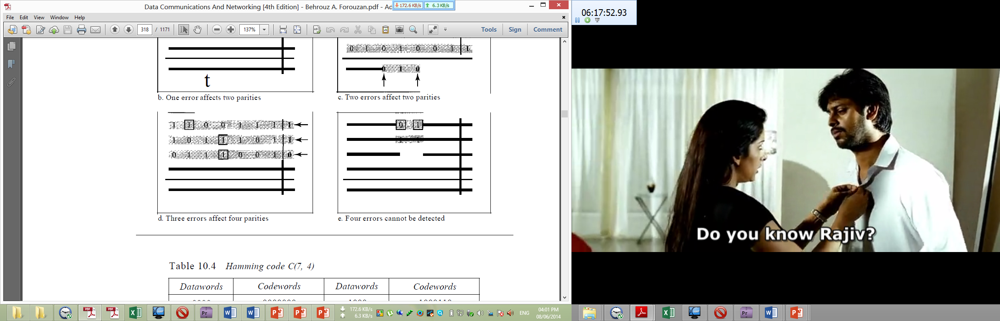 Data Communications And Networking [4th Edition] - Behrouz A. Forouzan.pdf - Ad
172.6 KB/s
6.3 KB/s
File Edit View Window Help
318 / 1171
137%
Tools Sign Comment
t
b. One error affects two parities
0 1 0 1 0 0 1 1
0 1 0
c. Two errors affect two parities
1 1 0 0 1 1 1 1
1 0 1 1 1 0 1 1
0 1 1 1 0 0 1 0
d. Three errors affect four parities
0 1
e. Four errors cannot be detected
Table 10.4 Hamming code C(7, 4)
Datawords Codewords Datawords Codewords
0000 0000000 1000 1000110
172.6 KB/s
6.3 KB/s
ENG
04:01 PM
08/06/2014
06:17:52.93
Do you know Rajiv?